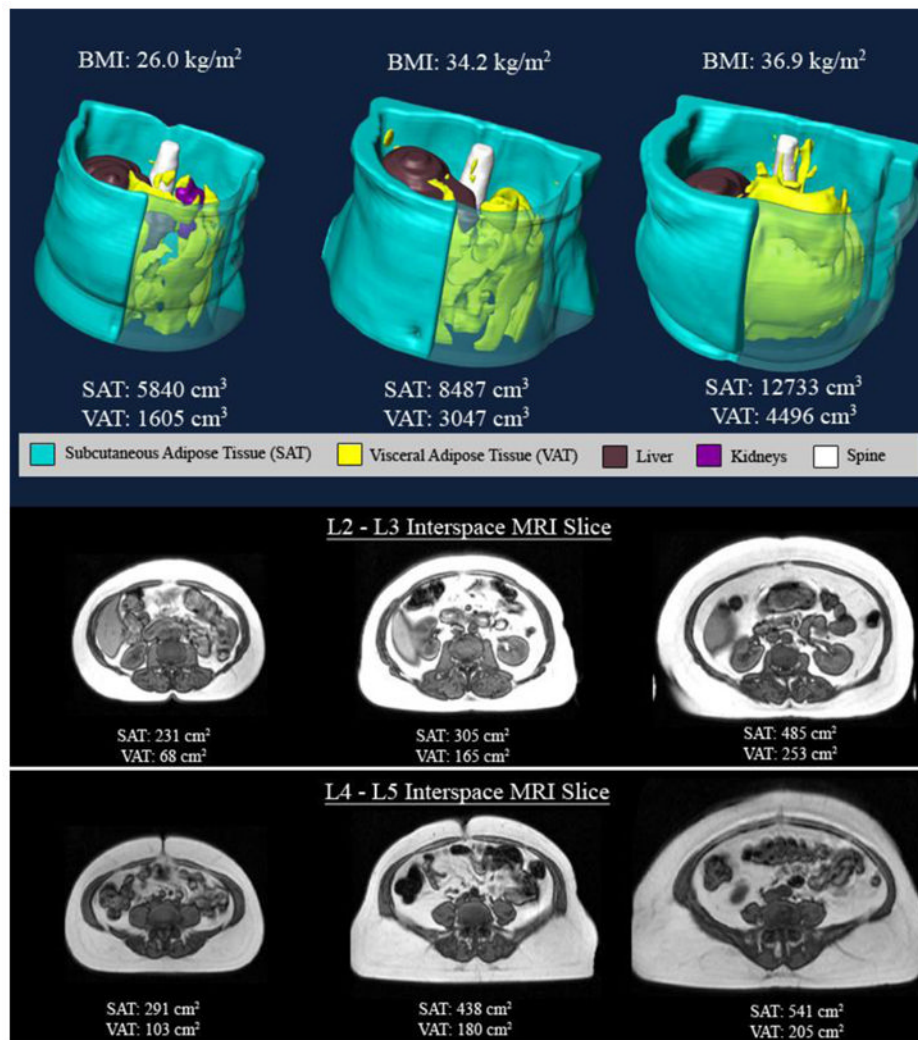 BMI: 26.0 kg/m²
BMI: 34.2 kg/m²
BMI: 36.9 kg/m²
SAT: 5840 cm³
VAT: 1605 cm³
SAT: 8487 cm³
VAT: 3047 cm³
SAT: 12733 cm³
VAT: 4496 cm³
Subcutaneous Adipose Tissue (SAT)
Visceral Adipose Tissue (VAT)
Liver
Kidneys
Spine
L2 - L3 Interspace MRI Slice
SAT: 231 cm²
VAT: 68 cm²
SAT: 305 cm²
VAT: 165 cm²
SAT: 485 cm²
VAT: 253 cm²
L4 - L5 Interspace MRI Slice
SAT: 291 cm²
VAT: 103 cm²
SAT: 438 cm²
VAT: 180 cm²
SAT: 541 cm²
VAT: 205 cm²